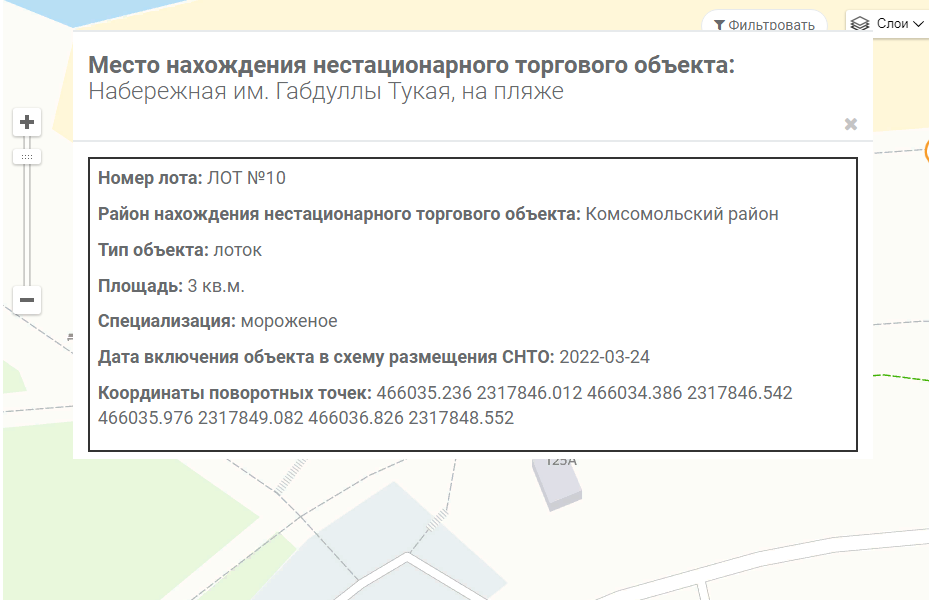 Фильтровать
Слои
Место нахождения нестационарного торгового объекта:
Набережная им. Габдуллы Тукая, на пляже
Номер лота: ЛОТ №10
Район нахождения нестационарного торгового объекта: Комсомольский район
Тип объекта: лоток
Площадь: 3 кв.м.
Специализация: мороженое
Дата включения объекта в схему размещения СНТО: 2022-03-24
Координаты поворотных точек: 466035.236 2317846.012 466034.386 2317846.542
466035.976 2317849.082 466036.826 2317848.552
125А